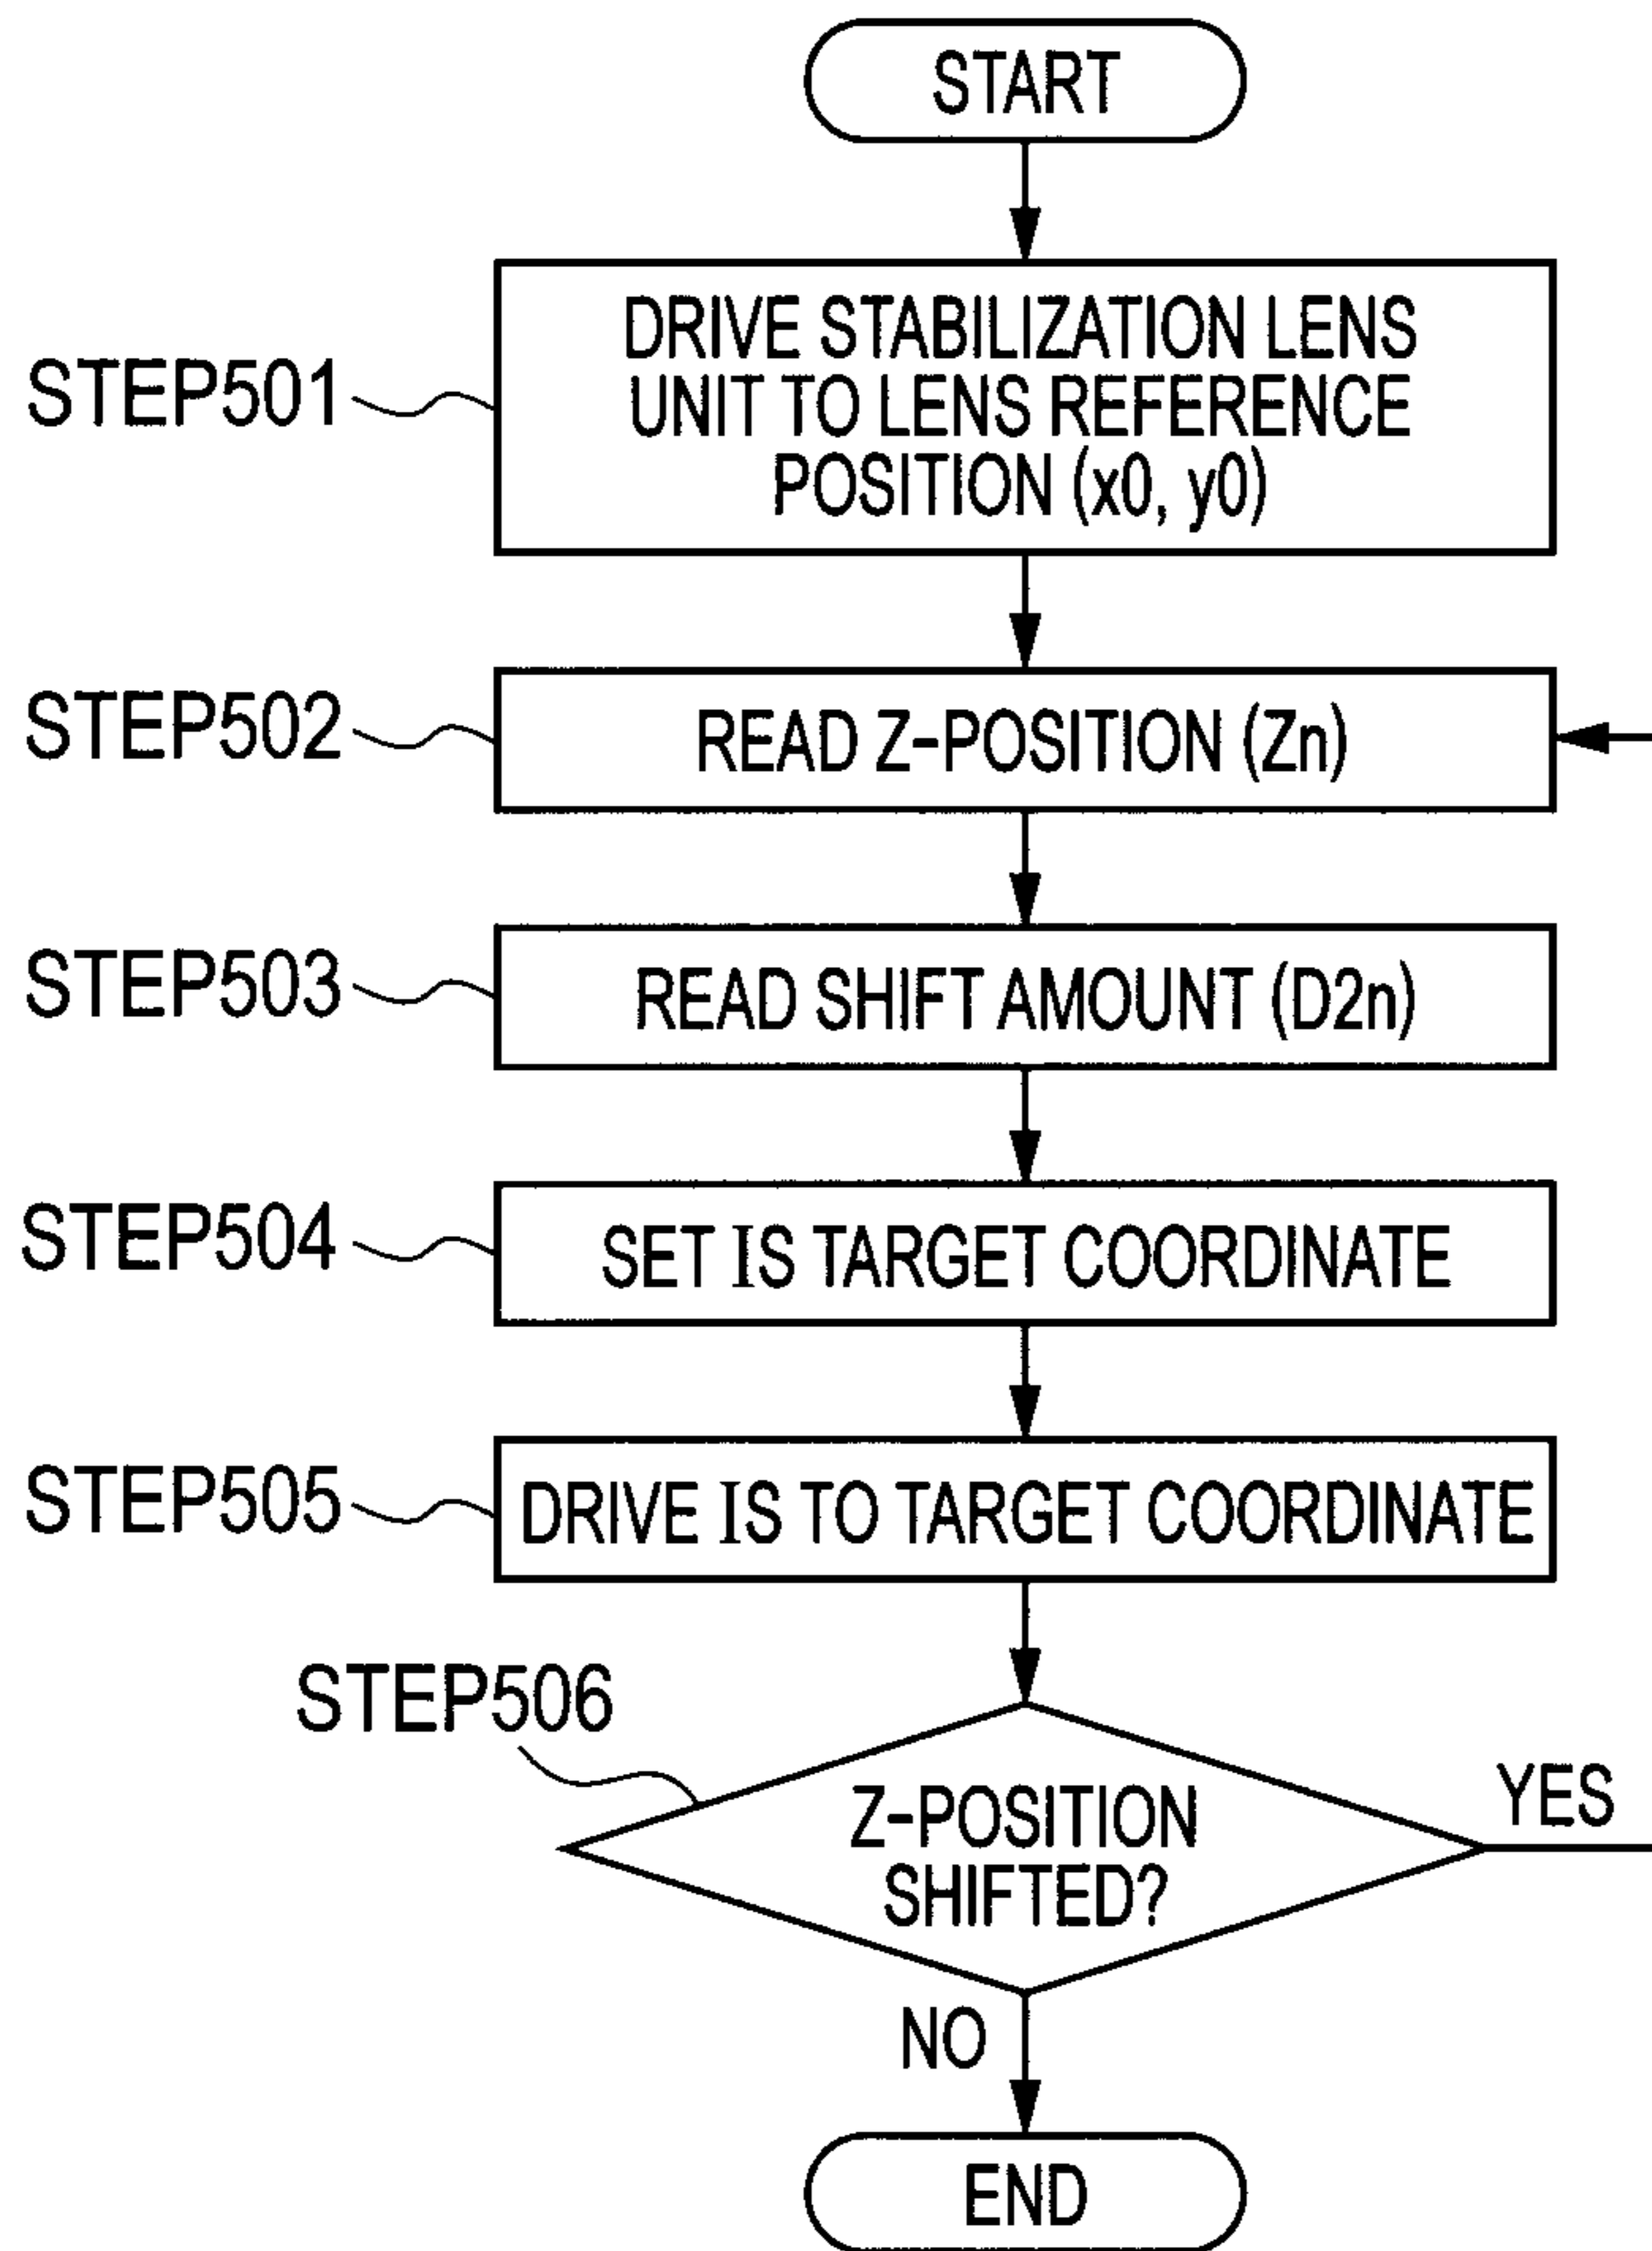 START
STEP501
DRIVE STABILIZATION LENS
UNIT TO LENS REFERENCE
POSITION (x0, y0)
STEP502
READ Z-POSITION (Zn)
STEP503
READ SHIFT AMOUNT (D2n)
STEP504
SET IS TARGET COORDINATE
STEP505
DRIVE IS TO TARGET COORDINATE
STEP506
Z-POSITION
SHIFTED?
YES
NO
END